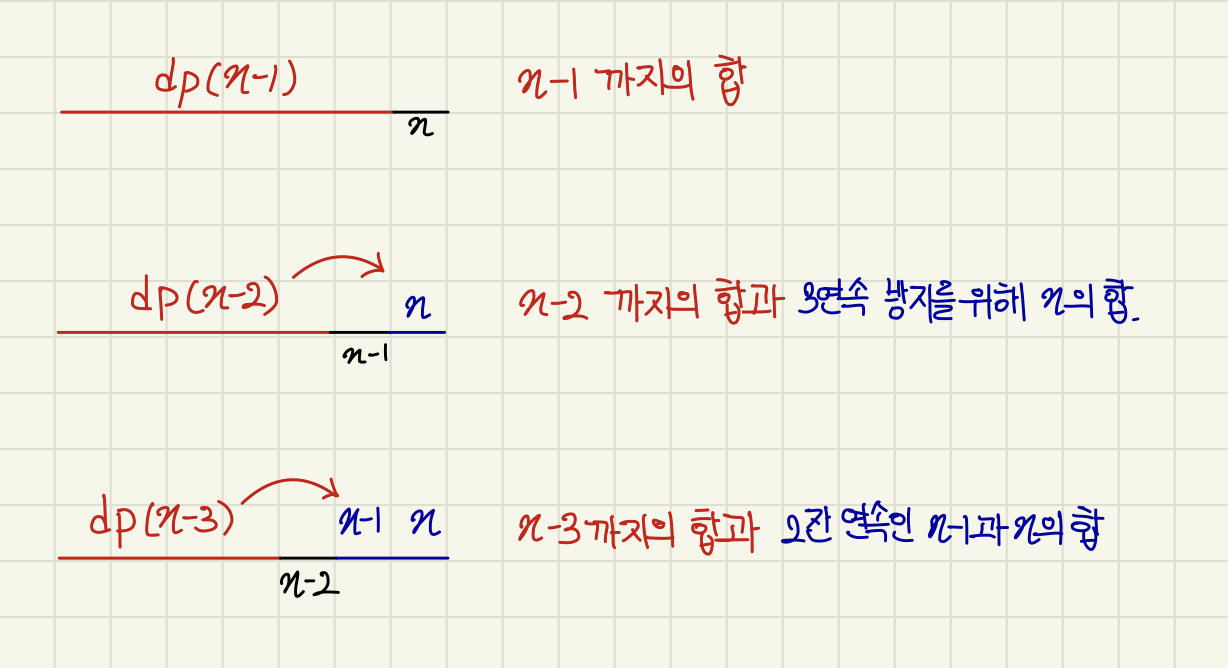 dp(n-1)
n-1 까지의 합
n
dp(n-2)
n
n-2 까지의 합과 3연속 방지를 위해 n의 합.
n-1
dp(n-3)
n-1 n
n-3까지의 합과 2칸 연속인 n-1과 n의 합
n-2